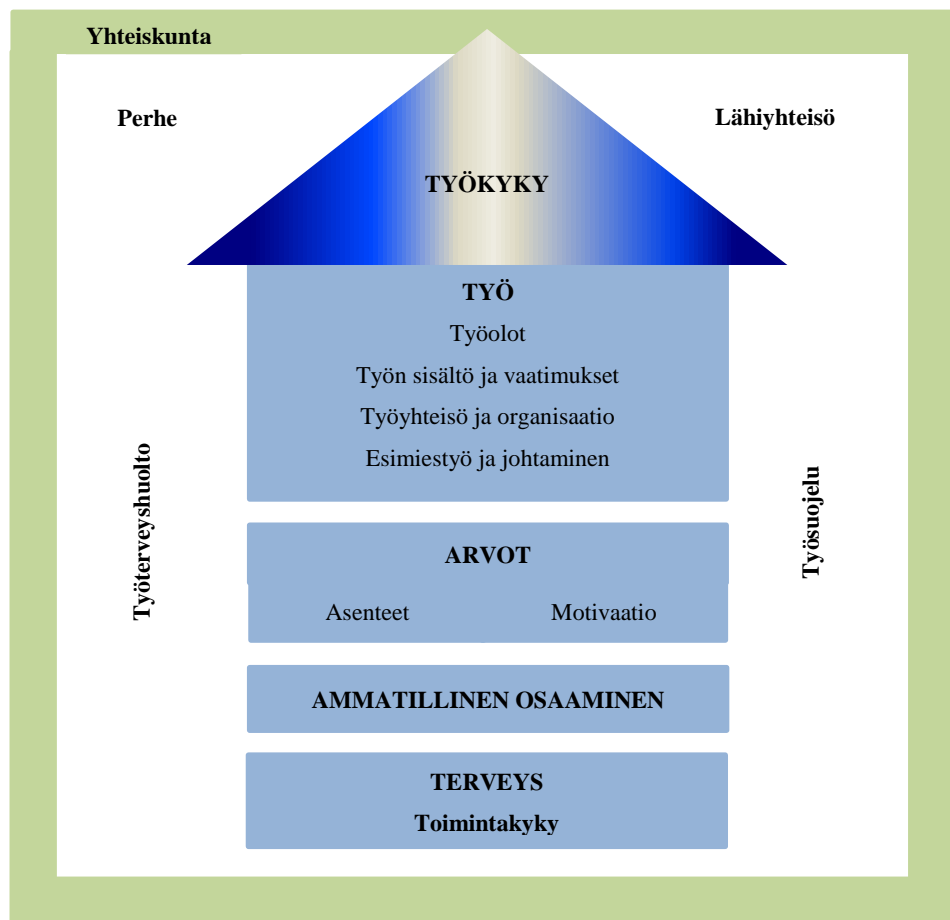 Yhteiskunta
Perhe
Lähiyhteisö
TYÖKYKY
TYÖ
Työolot
Työn sisältö ja vaatimukset
Työyhteisö ja organisaatio
Esimiestyö ja johtaminen
Työterveyshuolto
Työsuojelu
ARVOT
Asenteet
Motivaatio
AMMATILLINEN OSAAMINEN
TERVEYS
Toimintakyky